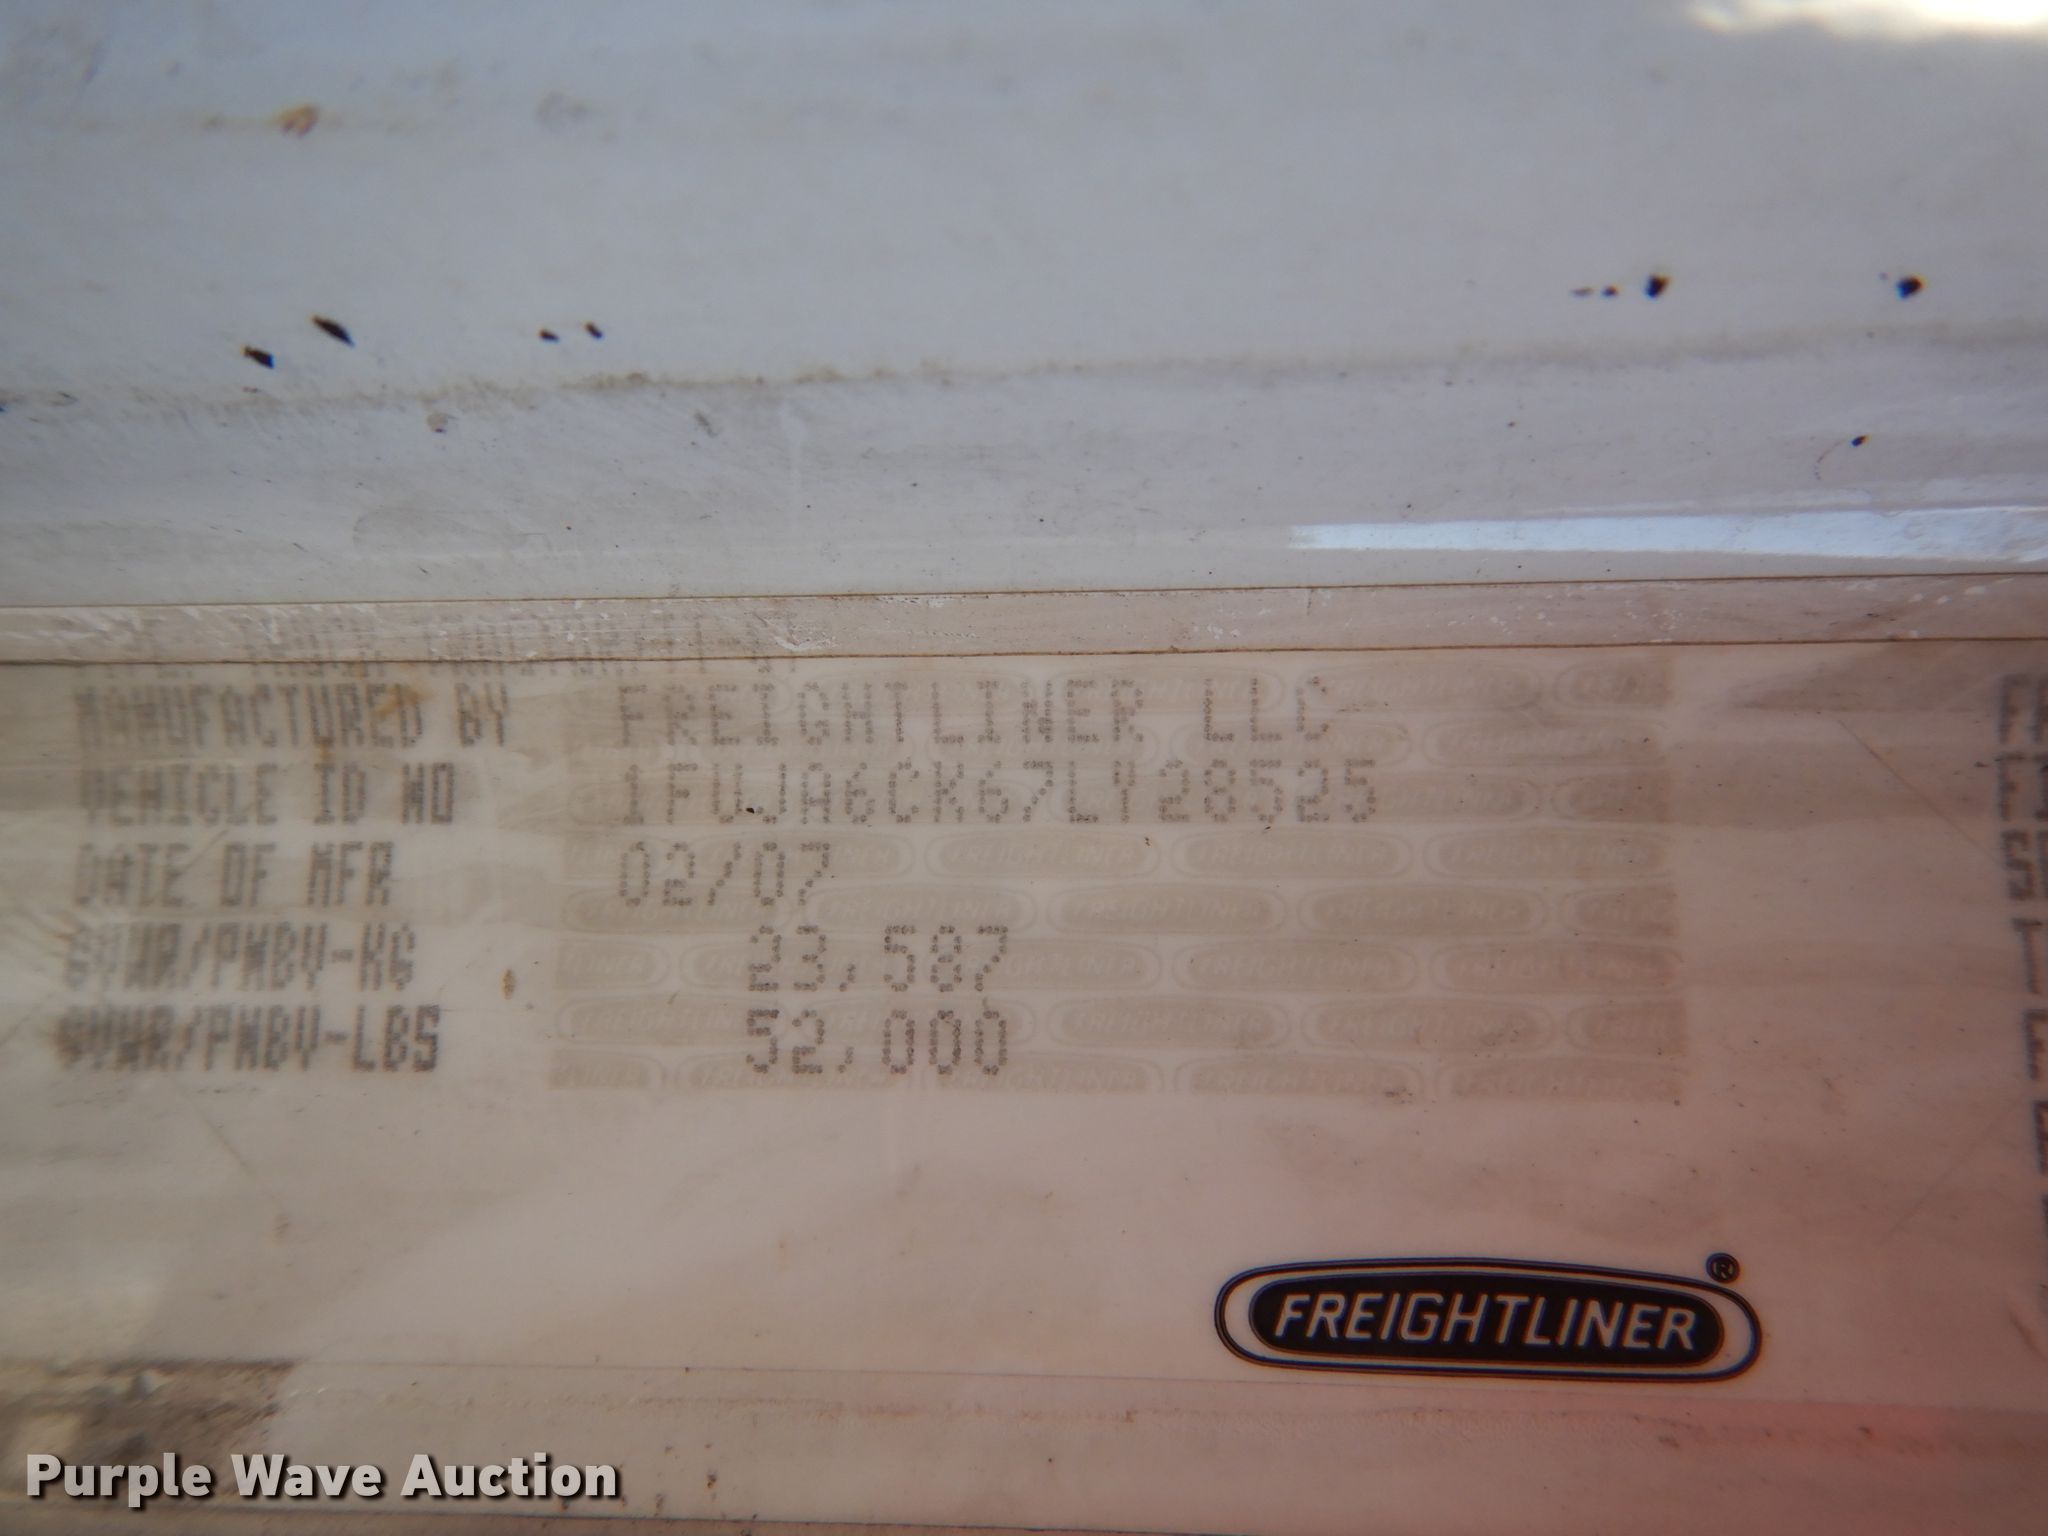 MANUFACTURED BY FREIGHTLINER LLC
VEHICLE ID NO
DATE OF MFR 02/07
GVWR/PNBV-KG 23,587
GVWR/PNBV-LBS 52,000
FREIGHTLINER ®
Purple Wave Auction